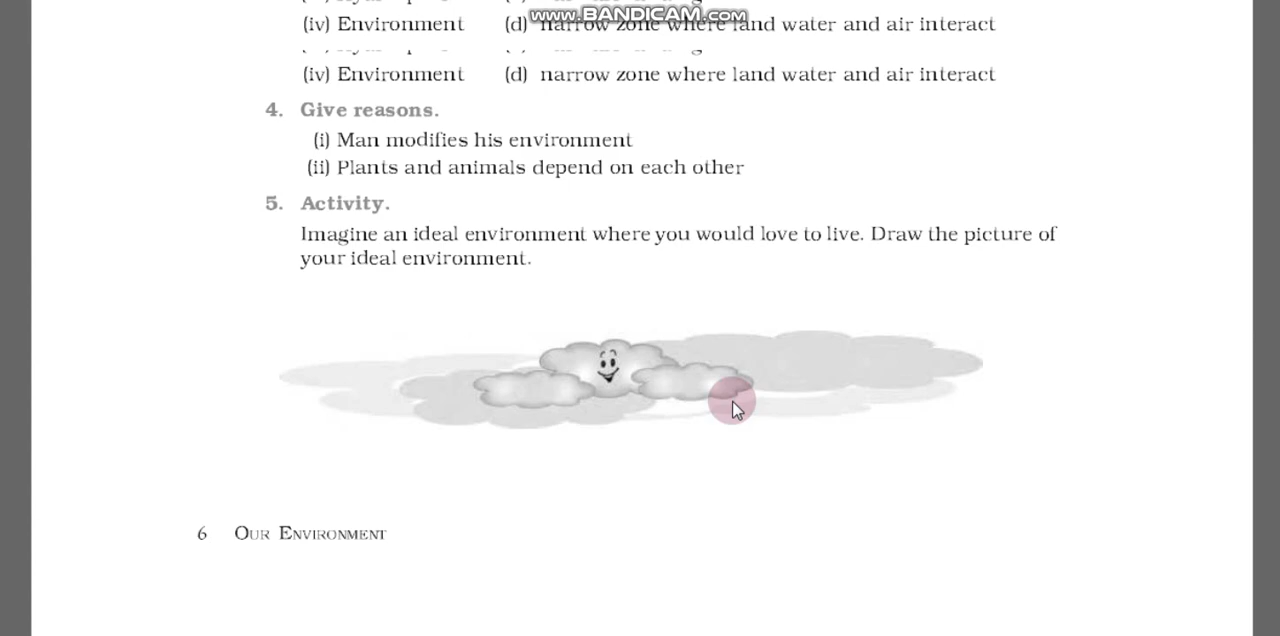 www.BANDICAM.com
(iv) Environment (d) narrow zone where land water and air interact
(iv) Environment (d) narrow zone where land water and air interact
4. Give reasons.
(i) Man modifies his environment
(ii) Plants and animals depend on each other
5. Activity.
Imagine an ideal environment where you would love to live. Draw the picture of
your ideal environment.
6 OUR ENVIRONMENT